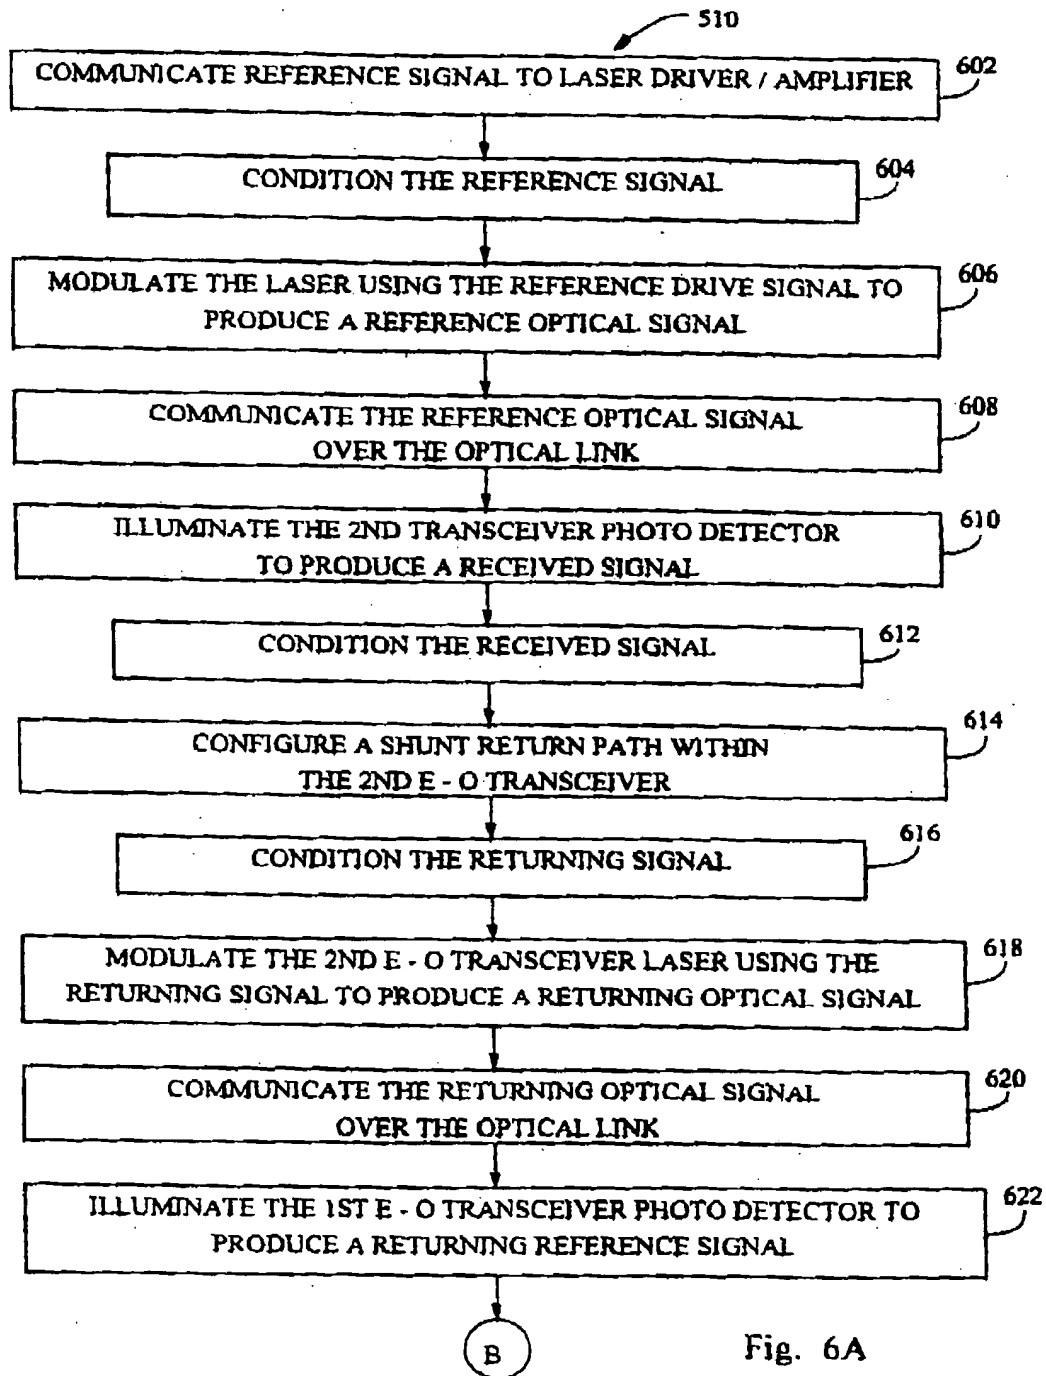 510
COMMUNICATE REFERENCE SIGNAL TO LASER DRIVER / AMPLIFIER
602
CONDITION THE REFERENCE SIGNAL
604
MODULATE THE LASER USING THE REFERENCE DRIVE SIGNAL TO
PRODUCE A REFERENCE OPTICAL SIGNAL
606
COMMUNICATE THE REFERENCE OPTICAL SIGNAL
OVER THE OPTICAL LINK
608
ILLUMINATE THE 2ND TRANSCEIVER PHOTO DETECTOR
TO PRODUCE A RECEIVED SIGNAL
610
CONDITION THE RECEIVED SIGNAL
612
CONFIGURE A SHUNT RETURN PATH WITHIN
THE 2ND E - O TRANSCEIVER
614
CONDITION THE RETURNING SIGNAL
616
MODULATE THE 2ND E - O TRANSCEIVER LASER USING THE
RETURNING SIGNAL TO PRODUCE A RETURNING OPTICAL SIGNAL
618
COMMUNICATE THE RETURNING OPTICAL SIGNAL
OVER THE OPTICAL LINK
620
ILLUMINATE THE 1ST E - O TRANSCEIVER PHOTO DETECTOR TO
PRODUCE A RETURNING REFERENCE SIGNAL
622
B
Fig. 6A